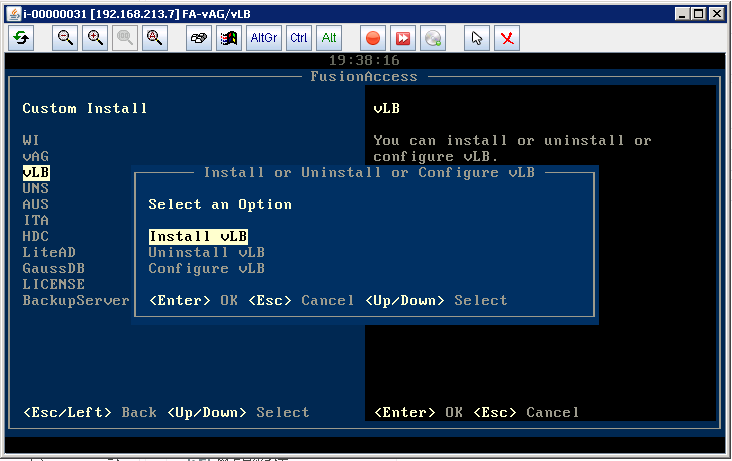 i-00000031 [192.168.213.7] FA-vAG/vLB
AltGr Ctrl Alt
19:38:16
FusionAccess
Custom Install
vLB
WI
You can install or uninstall or
vAG
configure vLB.
vLB
Install or Uninstall or Configure vLB
UNS
AUS
Select an Option
ITA
HDC
Install vLB
LiteAD
Uninstall vLB
GaussDB
Configure vLB
LICENSE
BackupServer
<Enter> OK <Esc> Cancel <Up/Down> Select
<Esc/Left> Back <Up/Down> Select
<Enter> OK <Esc> Cancel